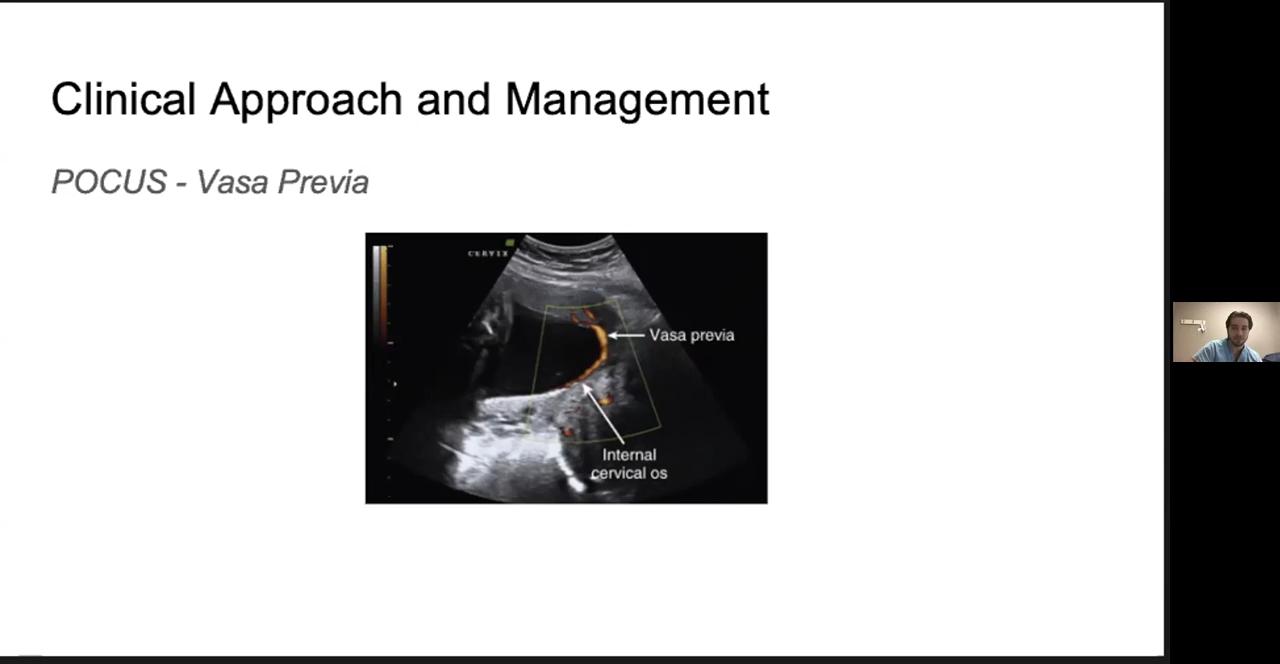 Clinical Approach and Management
POCUS - Vasa Previa
CERVIX
Vasa previa
Internal
cervical os